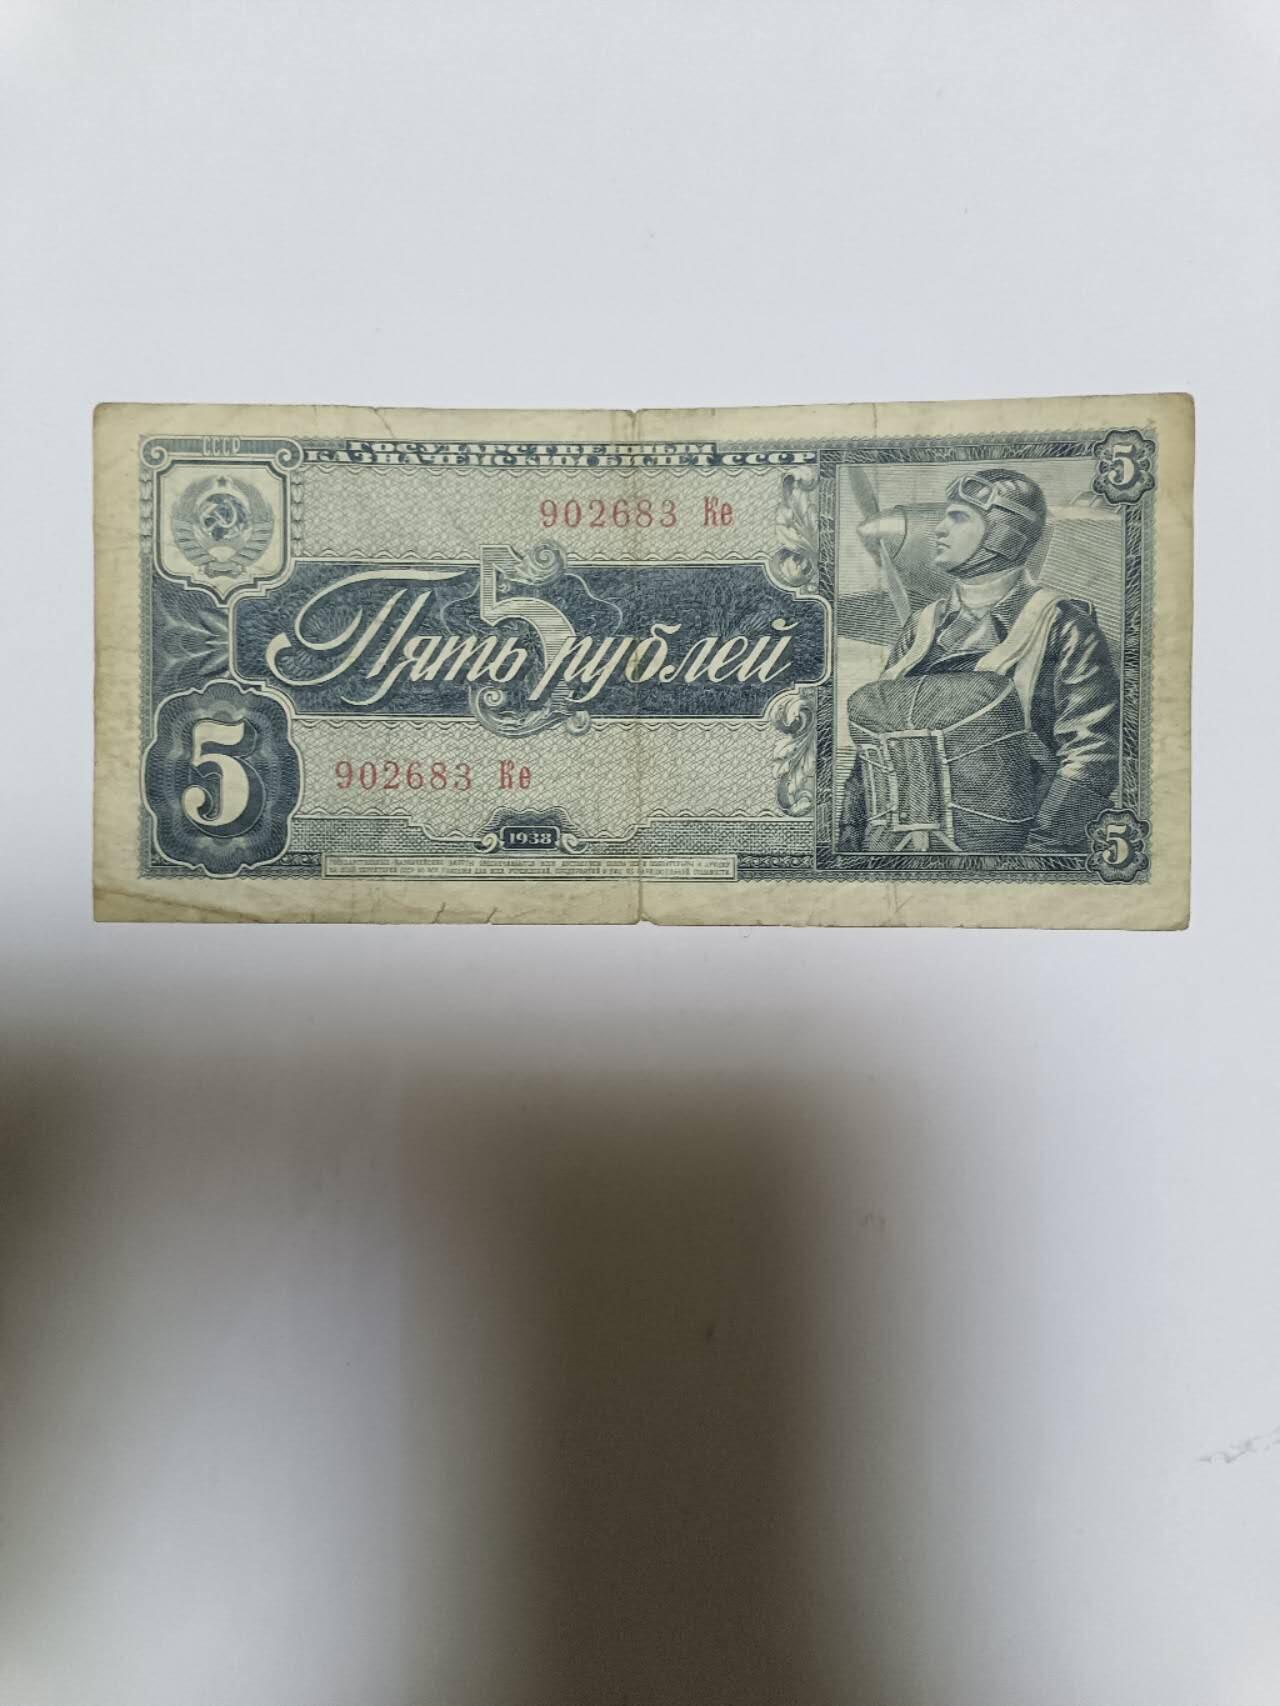 СССР
ГОСУДАРСТВЕННЫЙ
КАЗНАЧЕЙСКИЙ БИЛЕТ СССР
5
902683 Ке
5
Пять рублей
5
902683 Ке
1938
5